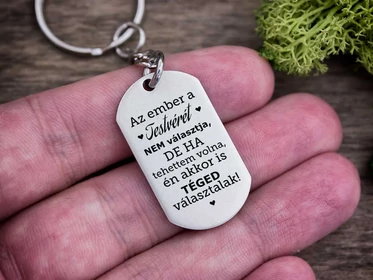 Az ember a
Testvérét
NEM választja,
DE HA
tehettem volna,
én akkor is
TÉGED
választalak!